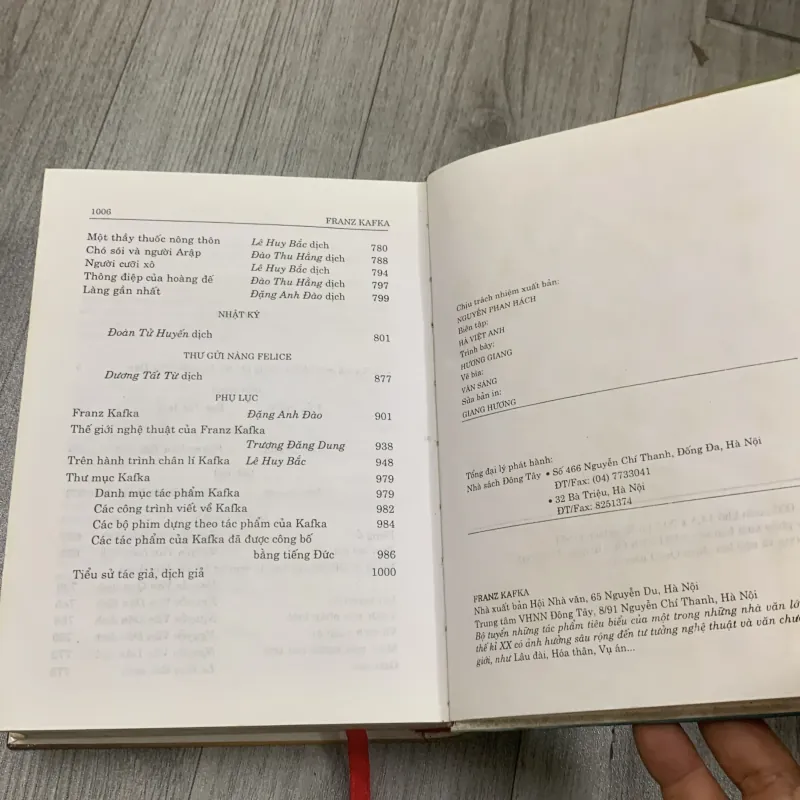 1006
FRANZ KAFKA
Một thầy thuốc nông thôn Lê Huy Bắc dịch 780
Chó sói và người Arập Đào Thu Hằng dịch 788
Người cưỡi xô Lê Huy Bắc dịch 794
Thông điệp của hoàng đế Đào Thu Hằng dịch 797
Làng gần nhất Đặng Anh Đào dịch 799
NHẬT KÝ
Đoàn Tử Huyến dịch 801
THƯ GỬI NÀNG FELICE
Dương Tất Từ dịch 877
PHỤ LỤC
Franz Kafka Đặng Anh Đào 901
Thế giới nghệ thuật của Franz Kafka
Trương Đăng Dung 938
Trên hành trình chân lí Kafka Lê Huy Bắc 948
Thư mục Kafka 979
Danh mục tác phẩm Kafka 979
Các công trình viết về Kafka 982
Các bộ phim dựng theo tác phẩm của Kafka 984
Các tác phẩm của Kafka đã được công bố
bằng tiếng Đức 986
Tiểu sử tác giả, dịch giả 1000
Chịu trách nhiệm xuất bản:
NGUYỄN PHAN HÁCH
Biên tập:
HÀ VIỆT ANH
Trình bày:
HƯƠNG GIANG
Vẽ bìa:
VĂN SÁNG
Sửa bản in:
GIANG HƯƠNG
Tổng đại lý phát hành:
Nhà sách Đông Tây • Số 466 Nguyễn Chí Thanh, Đống Đa, Hà Nội
ĐT/Fax: (04) 7733041
• 32 Bà Triệu, Hà Nội
ĐT/Fax: 8251374
FRANZ KAFKA
Nhà xuất bản Hội Nhà văn, 65 Nguyễn Du, Hà Nội
Trung tâm VHNN Đông Tây, 8/91 Nguyễn Chí Thanh, Hà Nội
Bộ tuyển những tác phẩm tiêu biểu của một trong những nhà văn lớ
thế kỉ XX có ảnh hưởng sâu rộng đến tư tưởng nghệ thuật và văn chư
giới, như Lâu đài, Hóa thân, Vụ án...